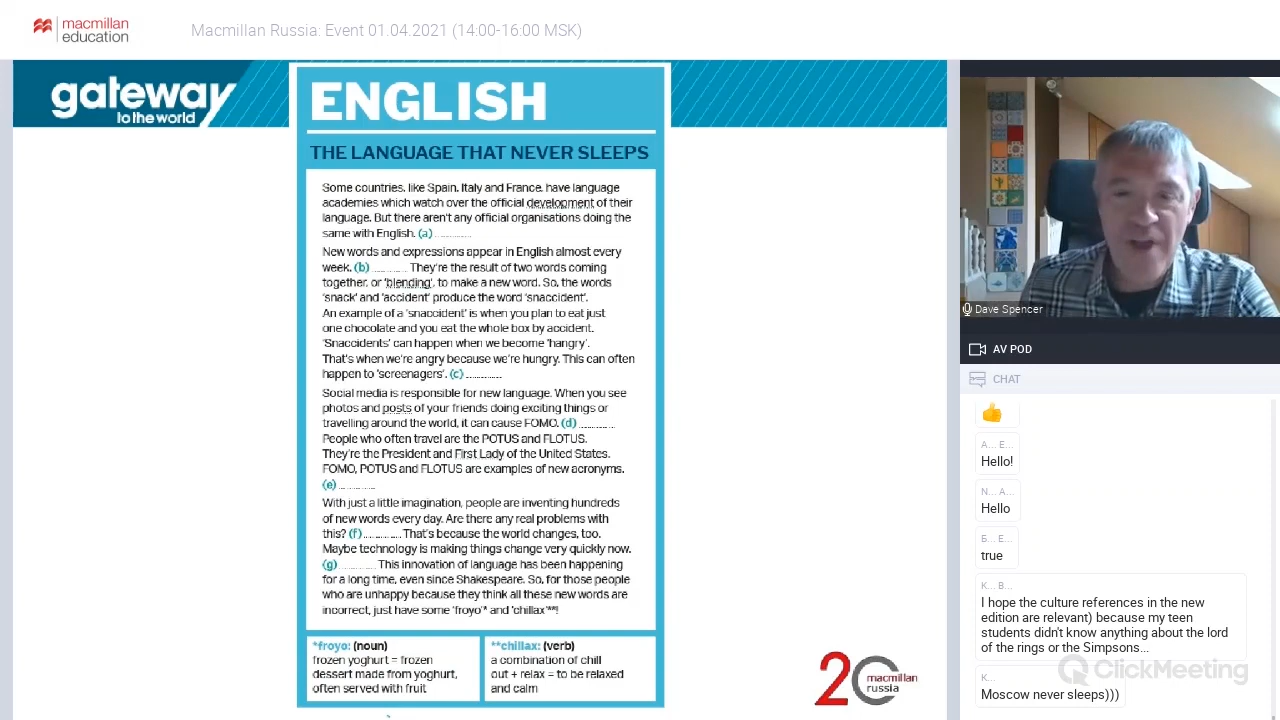 macmillan
education
Macmillan Russia: Event 01.04.2021 (14:00-16:00 MSK)
gateway
to the world
ENGLISH
THE LANGUAGE THAT NEVER SLEEPS
Some countries, like Spain, Italy and France, have language
academies which watch over the official development of their
language. But there aren't any official organisations doing the
same with English. (a) ............
New words and expressions appear in English almost every
week. (b) ............ They're the result of two words coming
together, or 'blending', to make a new word. So, the words
'snack' and 'accident' produce the word 'snaccident'.
An example of a 'snaccident' is when you plan to eat just
one chocolate and you eat the whole box by accident.
'Snaccidents' can happen when we become 'hangry'.
That's when we're angry because we're hungry. This can often
happen to 'screenagers'. (c) ............
Social media is responsible for new language. When you see
photos and posts of your friends doing exciting things or
travelling around the world, it can cause FOMO. (d) ............
People who often travel are the POTUS and FLOTUS.
They're the President and First Lady of the United States.
FOMO, POTUS and FLOTUS are examples of new acronyms.
(e) ............
With just a little imagination, people are inventing hundreds
of new words every day. Are there any real problems with
this? (f) ............ That's because the world changes, too.
Maybe technology is making things change very quickly now.
(g) ............ This innovation of language has been happening
for a long time, even since Shakespeare. So, for those people
who are unhappy because they think all these new words are
incorrect, just have some 'froyo'* and 'chillax'**!
*froyo: (noun)
frozen yoghurt = frozen
dessert made from yoghurt,
often served with fruit
**chillax: (verb)
a combination of chill
out + relax = to be relaxed
and calm
20
macmillan
russia
Dave Spencer
AV POD
CHAT
A... E...
Hello!
N... A...
Hello
Б... Е...
true
K... B...
I hope the culture references in the new
edition are relevant) because my teen
students didn't know anything about the lord
of the rings or the Simpsons...
K...
Moscow never sleeps)))
ClickMeeting